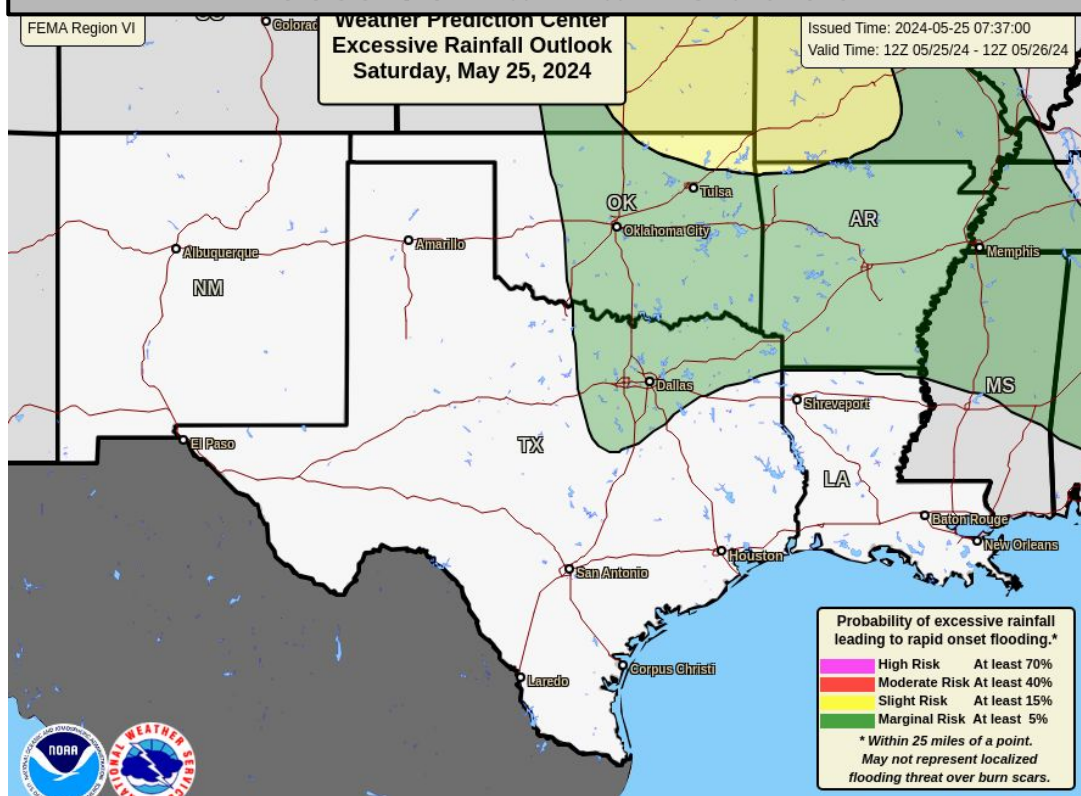 FEMA Region VI
Weather Prediction Center
Excessive Rainfall Outlook
Saturday, May 25, 2024
Issued Time: 2024-05-25 07:37:00
Valid Time: 12Z 05/25/24 - 12Z 05/26/24
Tulsa
OK
Oklahoma City
AR
Albuquerque
Amarillo
Memphis
NM
Dallas
MS
Shreveport
El Paso
TX
LA
Baton Rouge
New Orleans
Houston
San Antonio
Corpus Christi
Laredo
Probability of excessive rainfall
leading to rapid onset flooding.*
High Risk At least 70%
Moderate Risk At least 40%
Slight Risk At least 15%
Marginal Risk At least 5%
* Within 25 miles of a point.
May not represent localized
flooding threat over burn scars.
NOAA